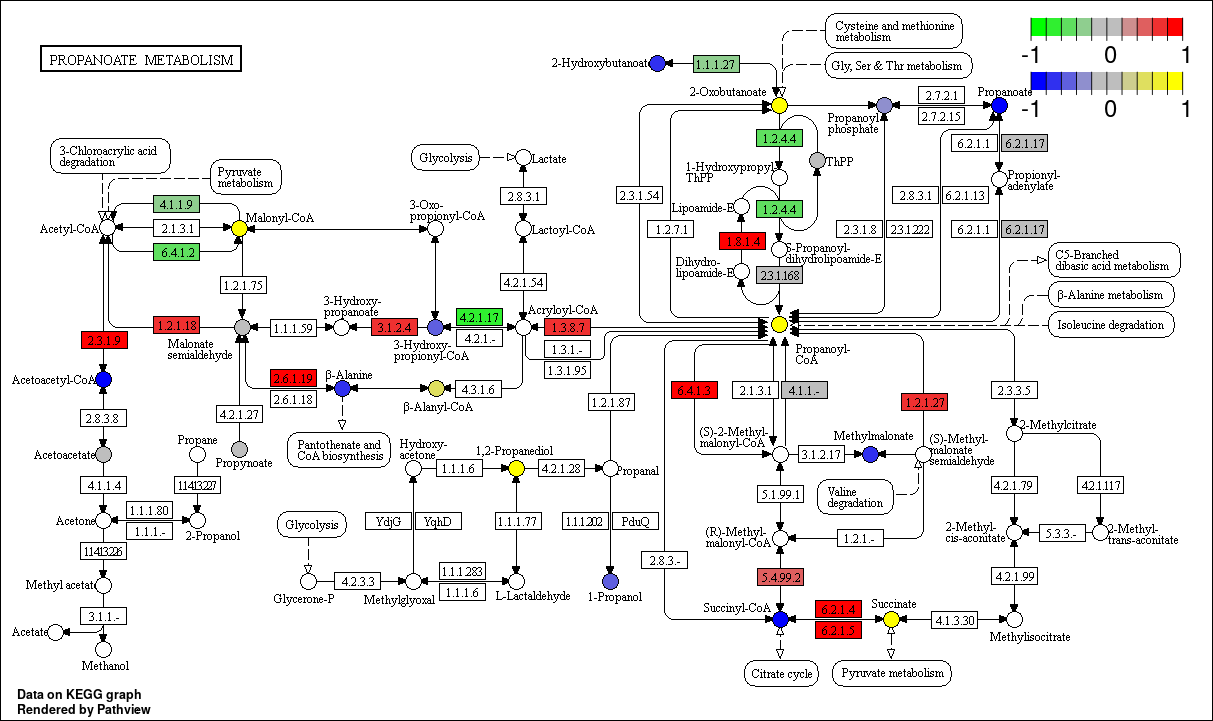 PROPANOATE METABOLISM
Cysteine and methionine
metabolism
Gly, Ser & Thr metabolism
-1 0 1
-1 0 1
2-Hydroxybutanoate
1.1.1.27
2-Oxobutanoate
Propanoyl
phosphate
2.7.2.1
2.7.2.15
Propanoate
1.2.4.4
ThPP
6.2.1.1
6.2.1.17
3-Chloroacrylic acid
degradation
Pyruvate
metabolism
Glycolysis
Lactate
1-Hydroxypropyl-
ThPP
Propionyl-
adenylate
2.8.3.1
2.3.1.54
2.8.3.1
6.2.1.13
4.1.1.9
Malonyl-CoA
3-Oxo-
propionyl-CoA
Lipoamide-E
1.2.4.4
Acetyl-CoA
2.1.3.1
Lactoyl-CoA
1.2.7.1
2.3.1.8
2.3.1.222
6.2.1.1
6.2.1.17
6.4.1.2
1.8.1.4
S-Propanoyl-
dihydrolipoamide-E
Dihydro-
lipoamide-E
2.3.1.168
C5-Branched
dibasic acid metabolism
1.2.1.75
4.2.1.54
β-Alanine metabolism
3-Hydroxy-
propanoate
4.2.1.17
Acryloyl-CoA
Isoleucine degradation
1.2.1.18
1.1.1.59
3.1.2.4
4.2.1.-
1.3.8.7
2.3.1.9
Malonate
semialdehyde
3-Hydroxy-
propionyl-CoA
1.3.1.-
1.3.1.95
Propanoyl-
CoA
Acetoacetyl-CoA
2.6.1.19
2.6.1.18
β-Alanine
β-Alanyl-CoA
4.3.1.6
6.4.1.3
2.1.3.1
4.1.1.-
1.2.1.27
2.3.3.5
2.8.3.8
4.2.1.27
1.2.1.87
2-Methylcitrate
Propane
Pantothenate and
CoA biosynthesis
Hydroxy-
acetone
1,2-Propanediol
(S)-2-Methyl-
malonyl-CoA
Methylmalonate
(S)-Methyl-
malonate
semialdehyde
Acetoacetate
Propynoate
1.1.1.6
4.2.1.28
Propanal
3.1.2.17
4.1.1.4
1.14.13.227
5.1.99.1
Valine
degradation
4.2.1.79
4.2.1.117
Acetone
1.1.1.80
1.1.1.-
2-Propanol
Glycolysis
YdjG
YqhD
1.1.1.77
1.1.1.202
PduQ
(R)-Methyl-
malonyl-CoA
1.2.1.-
2-Methyl-
cis-aconitate
5.3.3.-
2-Methyl-
trans-aconitate
1.14.13.226
Methyl acetate
Glycerone-P
4.2.3.3
Methylglyoxal
1.1.1.283
1.1.1.6
L-Lactaldehyde
1-Propanol
2.8.3.-
5.4.99.2
4.2.1.99
3.1.1.-
Acetate
Methanol
Succinyl-CoA
6.2.1.4
6.2.1.5
Succinate
4.1.3.30
Methylisocitrate
Citrate cycle
Pyruvate metabolism
Data on KEGG graph
Rendered by Pathview